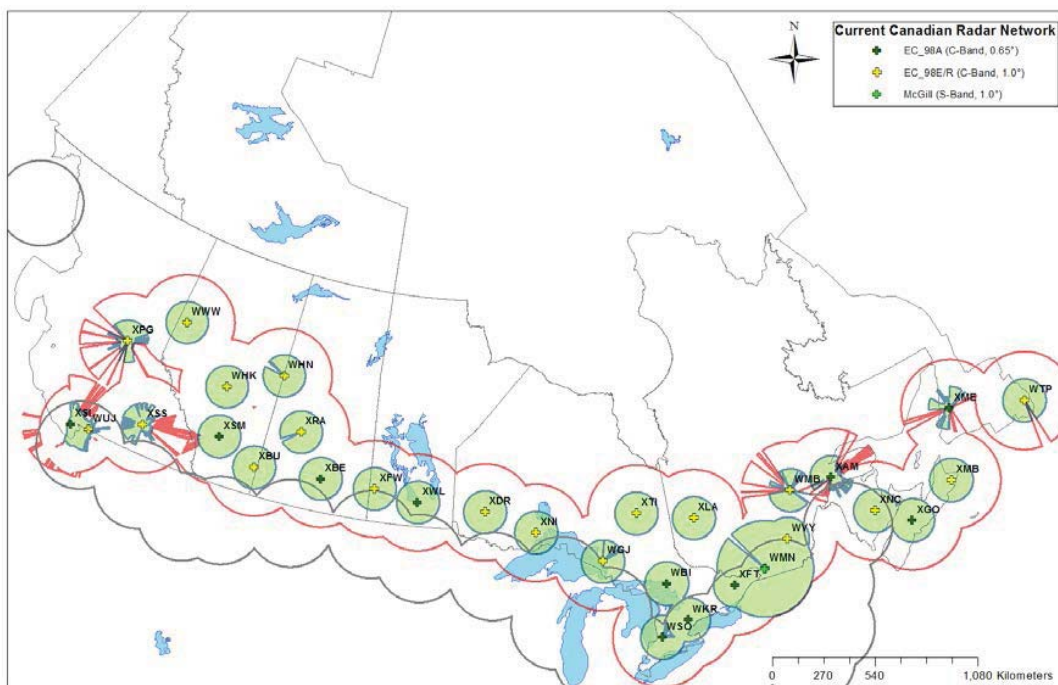 N
Current Canadian Radar Network
EC_98A (C-Band, 0.65°)
EC_98E/R (C-Band, 1.0°)
McGill (S-Band, 1.0°)
WWW
XPG
WHN
WHK
WTP
XME
XSI
WUJ
XSS
XRA
XSM
XBU
XBE
XFW
XWL
XAM
WMB
XMB
XDR
XTI
XLA
XNC
XGO
XNI
WVY
WGJ
WMN
WBI
XFT
WKR
WSO
0 270 540 1,080 Kilometers